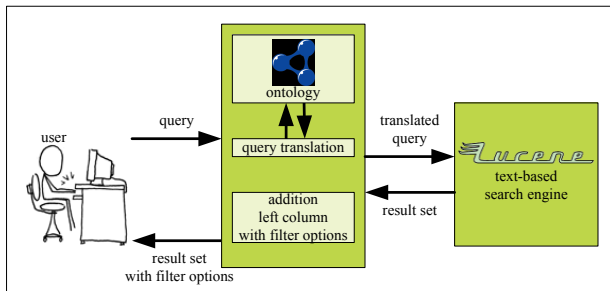 ontology
user
query
query translation
translated
query
Lucene
text-based
search engine
addition
left column
with filter options
result set
result set
with filter options